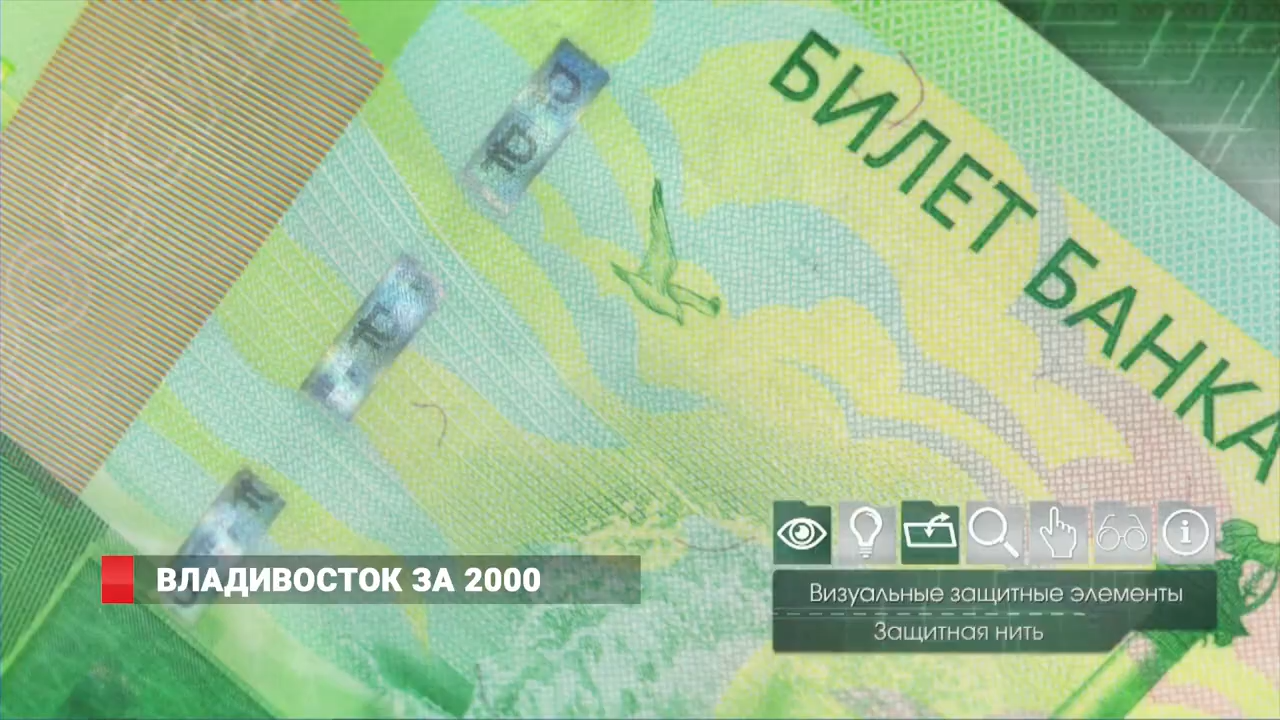 БИЛЕТ БАНКА
ВЛАДИВОСТОК ЗА 2000
Визуальные защитные элементы
Защитная нить